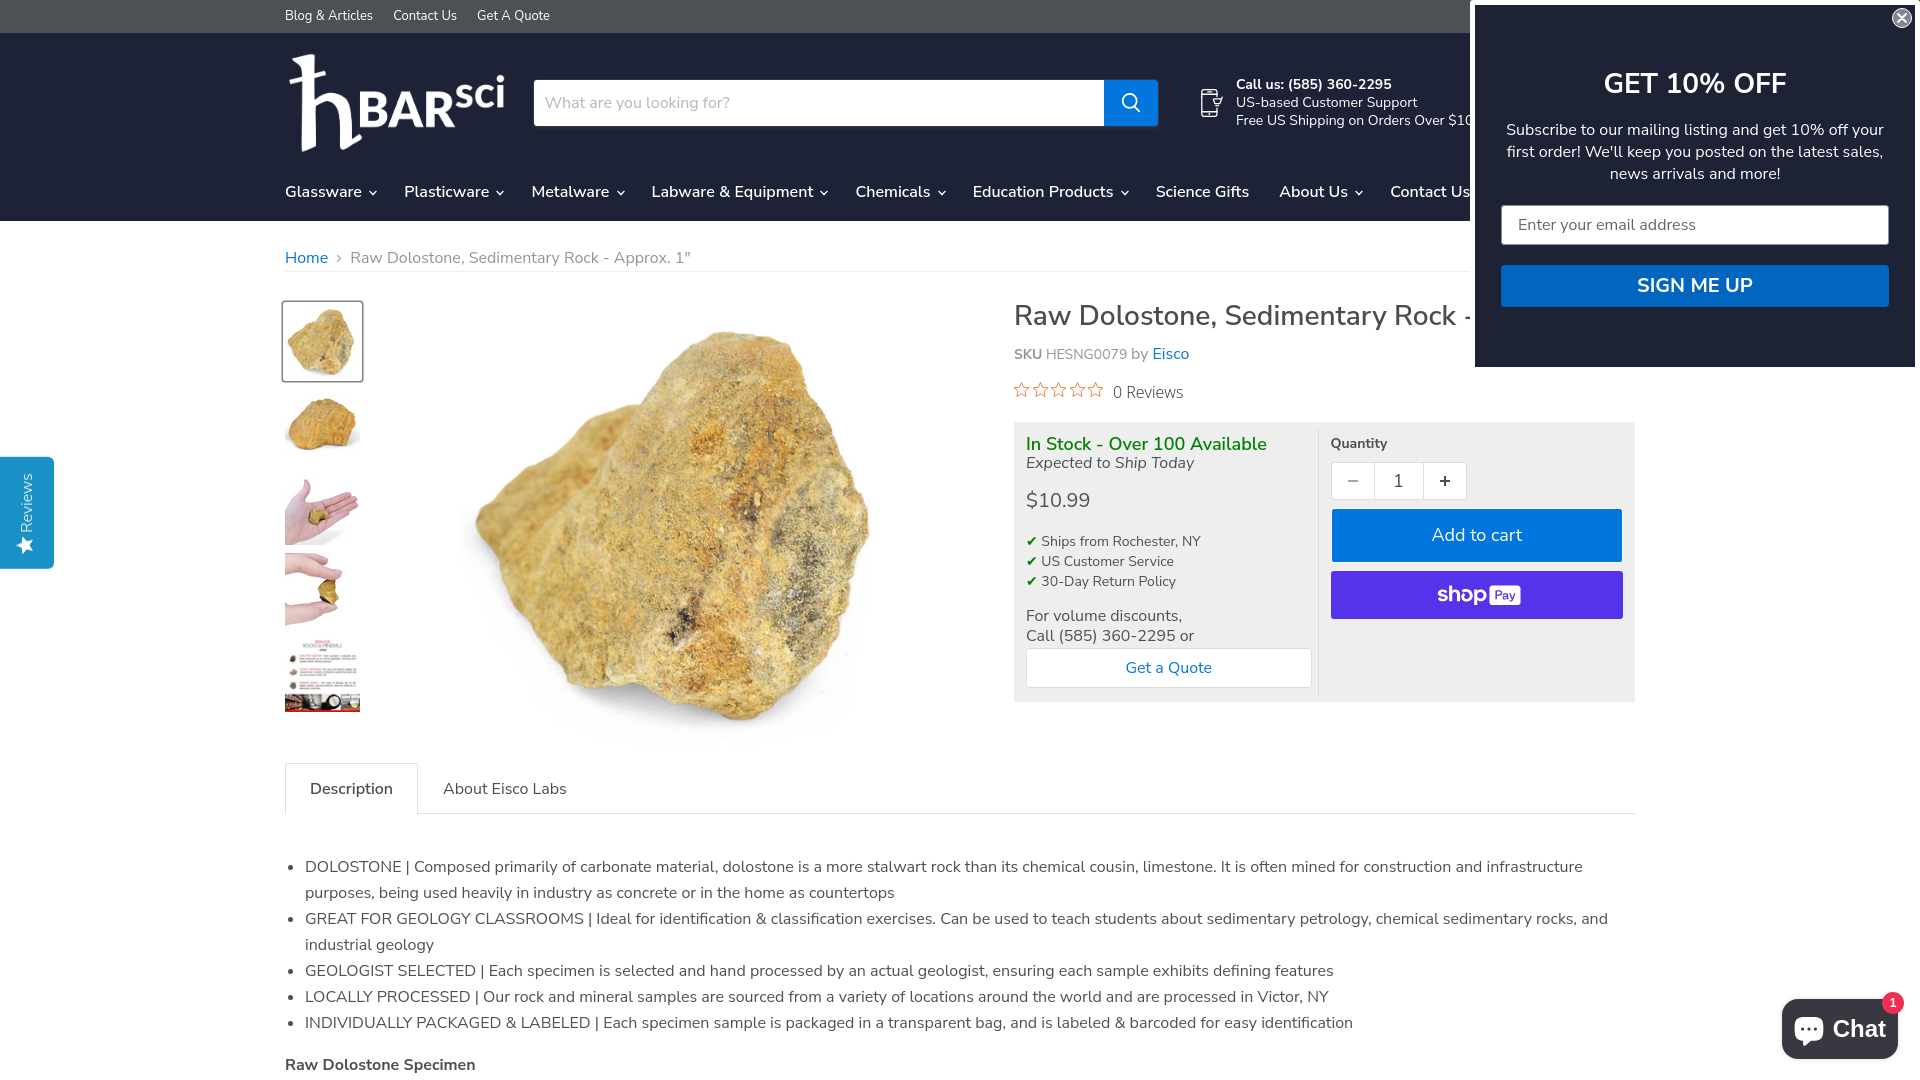 Blog & Articles Contact Us Get A Quote
ħBARSCI
What are you looking for?
Call us: (585) 360-2295
US-based Customer Support
Free US Shipping on Orders Over $10
Glassware Plasticware Metalware Labware & Equipment Chemicals Education Products Science Gifts About Us Contact Us
GET 10% OFF
Subscribe to our mailing listing and get 10% off your
first order! We'll keep you posted on the latest sales,
news arrivals and more!
Enter your email address
SIGN ME UP
Home Raw Dolostone, Sedimentary Rock - Approx. 1"
Raw Dolostone, Sedimentary Rock -
SKU HESNG0079 by Eisco
0 Reviews
In Stock - Over 100 Available
Expected to Ship Today
$10.99
✔ Ships from Rochester, NY
✔ US Customer Service
✔ 30-Day Return Policy
For volume discounts,
Call (585) 360-2295 or
Get a Quote
Quantity
− 1 +
Add to cart
shop Pay
Reviews
ROCKS & MINERALS
Description About Eisco Labs
• DOLOSTONE | Composed primarily of carbonate material, dolostone is a more stalwart rock than its chemical cousin, limestone. It is often mined for construction and infrastructure
purposes, being used heavily in industry as concrete or in the home as countertops
• GREAT FOR GEOLOGY CLASSROOMS | Ideal for identification & classification exercises. Can be used to teach students about sedimentary petrology, chemical sedimentary rocks, and
industrial geology
• GEOLOGIST SELECTED | Each specimen is selected and hand processed by an actual geologist, ensuring each sample exhibits defining features
• LOCALLY PROCESSED | Our rock and mineral samples are sourced from a variety of locations around the world and are processed in Victor, NY
• INDIVIDUALLY PACKAGED & LABELED | Each specimen sample is packaged in a transparent bag, and is labeled & barcoded for easy identification
Raw Dolostone Specimen
Chat
1